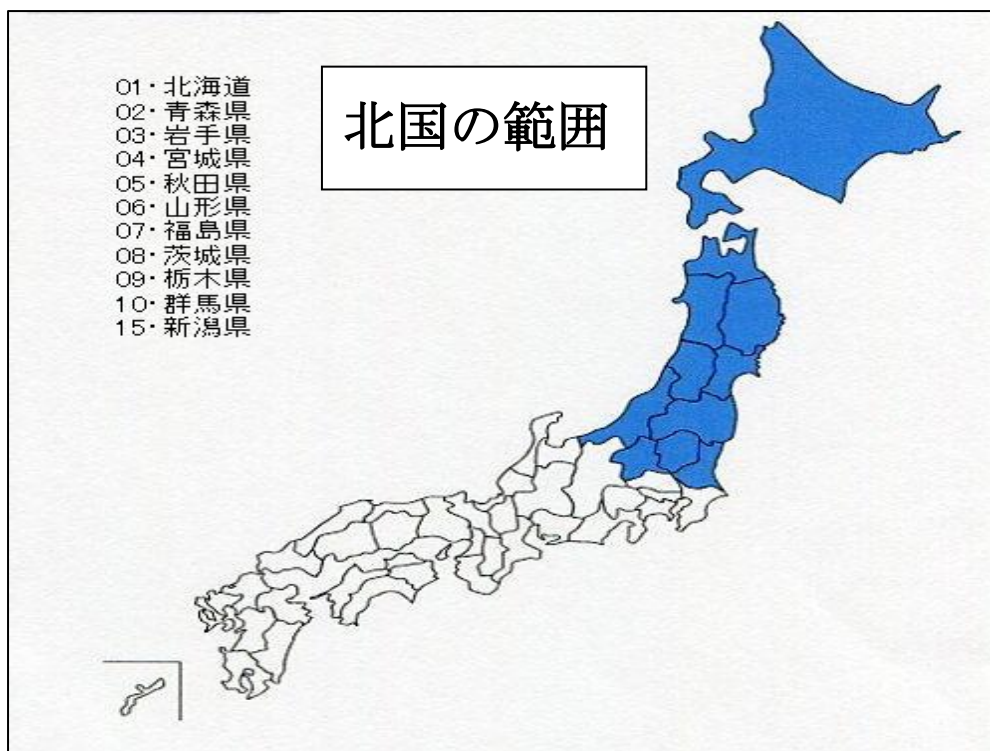 01・北海道
02・青森県
03・岩手県
04・宮城県
05・秋田県
06・山形県
07・福島県
08・茨城県
09・栃木県
10・群馬県
15・新潟県
北国の範囲